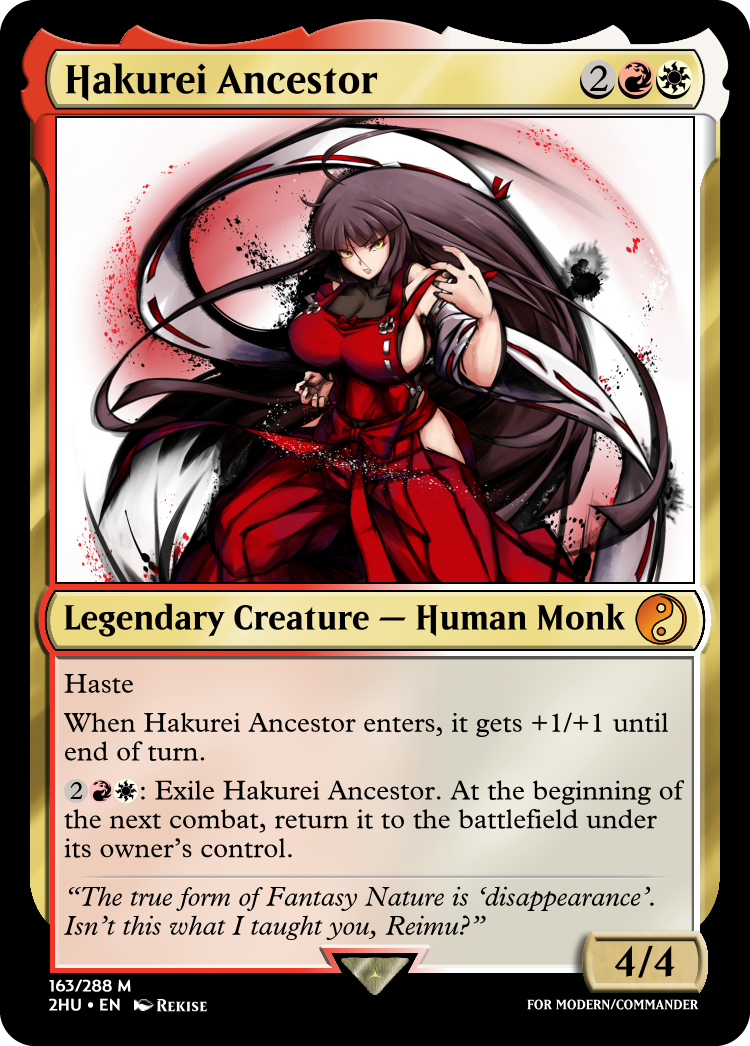 Hakurei Ancestor 2
Legendary Creature — Human Monk
Haste
When Hakurei Ancestor enters, it gets +1/+1 until
end of turn.
2: Exile Hakurei Ancestor. At the beginning of
the next combat, return it to the battlefield under
its owner's control.
“The true form of Fantasy Nature is ‘disappearance’.
Isn't this what I taught you, Reimu?”
4/4
163/288 M
2HU • EN Rekise
FOR MODERN/COMMANDER